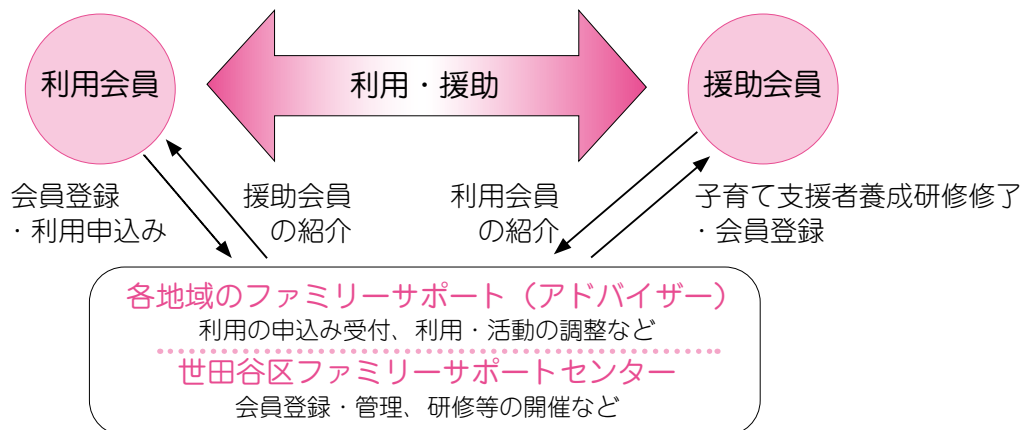 利用会員
利用・援助
援助会員
会員登録
・利用申込み
援助会員
の紹介
利用会員
の紹介
子育て支援者養成研修修了
・会員登録
各地域のファミリーサポート（アドバイザー）
利用の申込み受付、利用・活動の調整など
世田谷区ファミリーサポートセンター
会員登録・管理、研修等の開催など